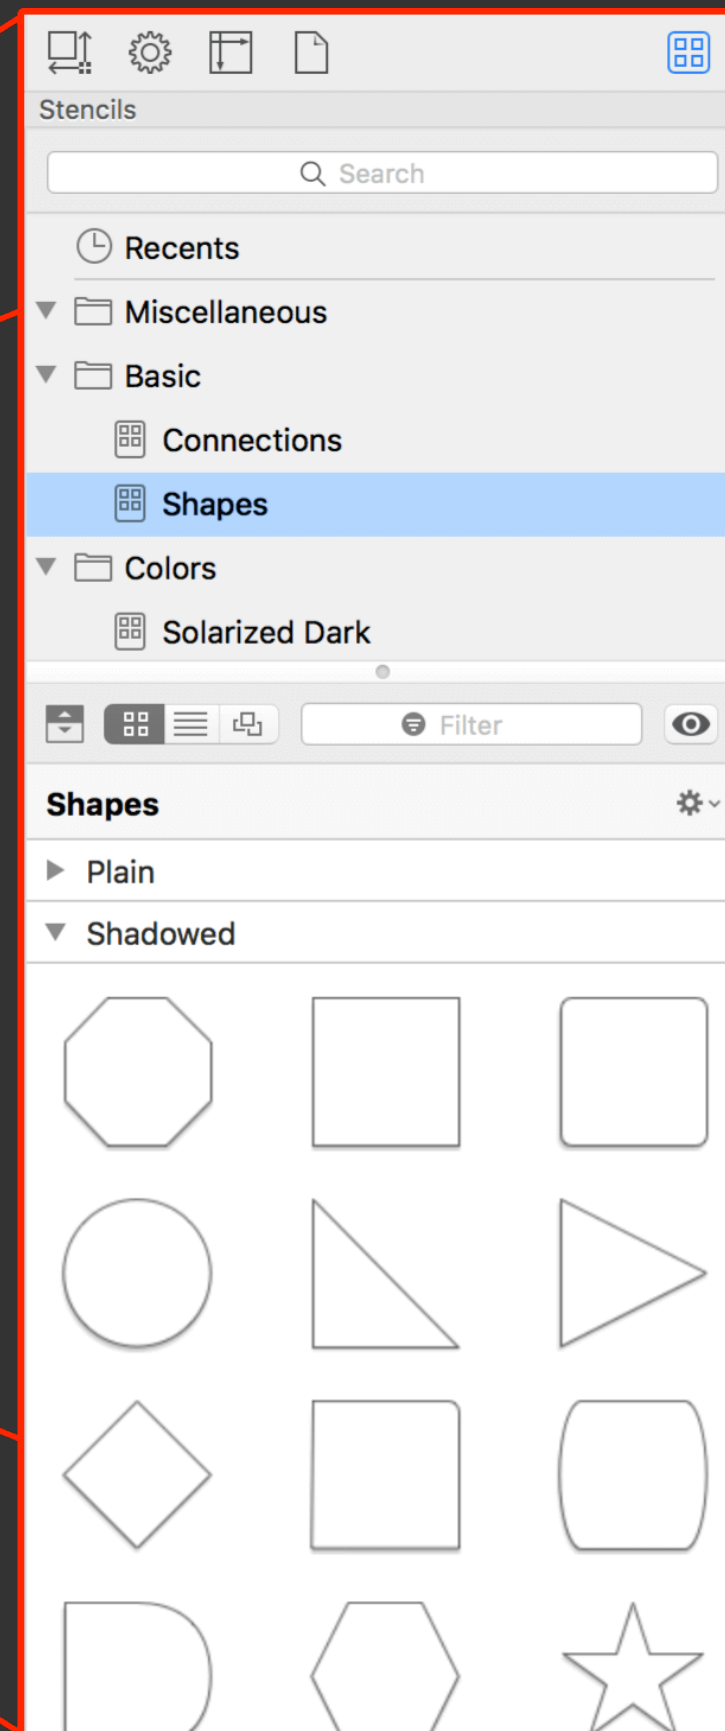 Stencils
Search
Recents
Miscellaneous
Basic
Connections
Shapes
Colors
Solarized Dark
Filter
Shapes
Plain
Shadowed